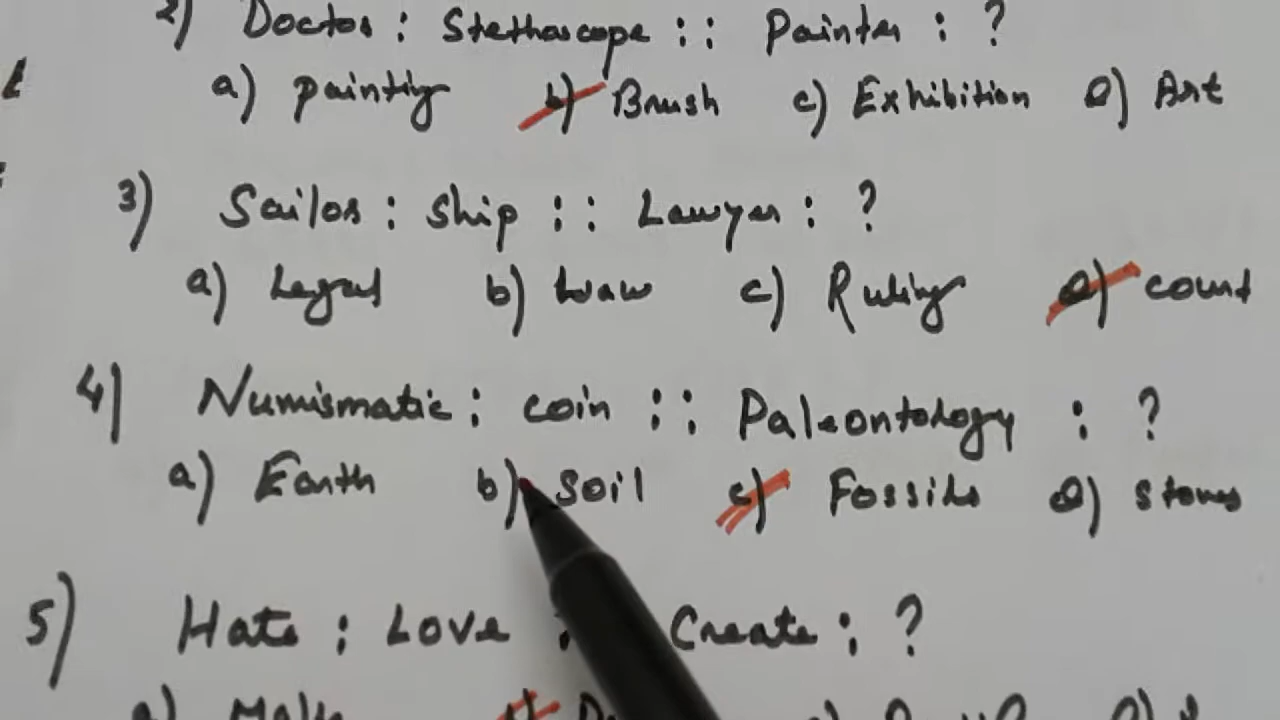 2) Doctor : Stethoscope :: Painter : ?
a) painting b) Brush c) Exhibition d) Art
3) Sailor : Ship :: Lawyer : ?
a) Legal b) Law c) Ruling d) court
4) Numismatic : coin :: Paleontology : ?
a) Earth b) Soil c) Fossils d) stones
5) Hate : Love : Create : ?
a)